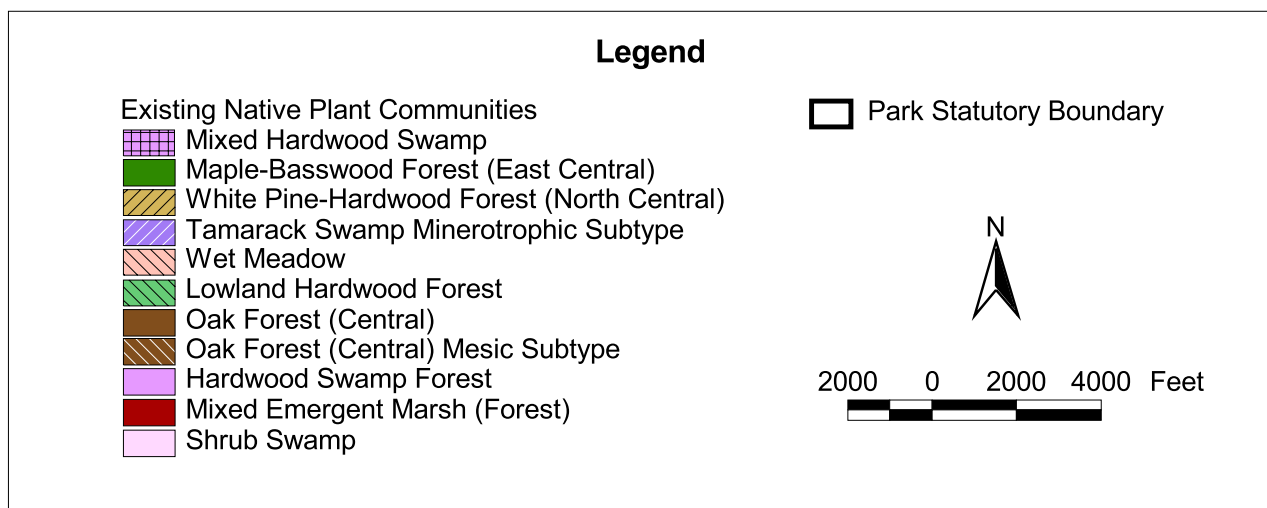 Legend
Existing Native Plant Communities
Mixed Hardwood Swamp
Maple-Basswood Forest (East Central)
White Pine-Hardwood Forest (North Central)
Tamarack Swamp Minerotrophic Subtype
Wet Meadow
Lowland Hardwood Forest
Oak Forest (Central)
Oak Forest (Central) Mesic Subtype
Hardwood Swamp Forest
Mixed Emergent Marsh (Forest)
Shrub Swamp
Park Statutory Boundary
N
2000 0 2000 4000 Feet